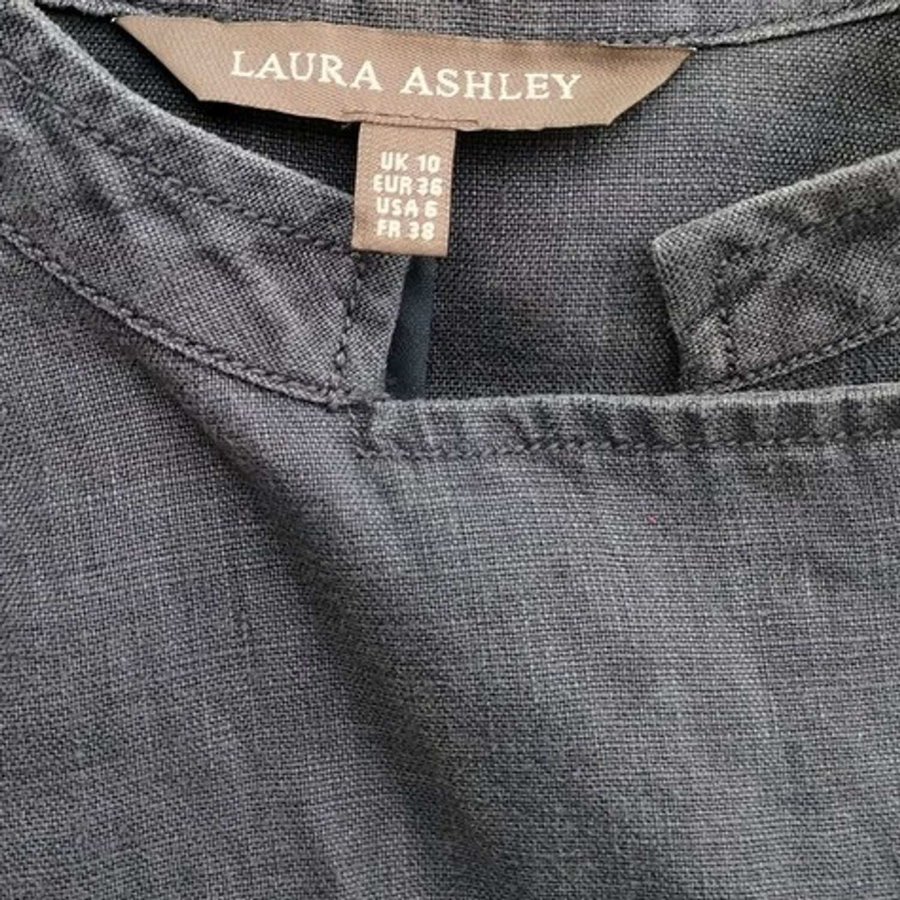 LAURA ASHLEY
UK 10
EUR 36
USA 6
FR 38